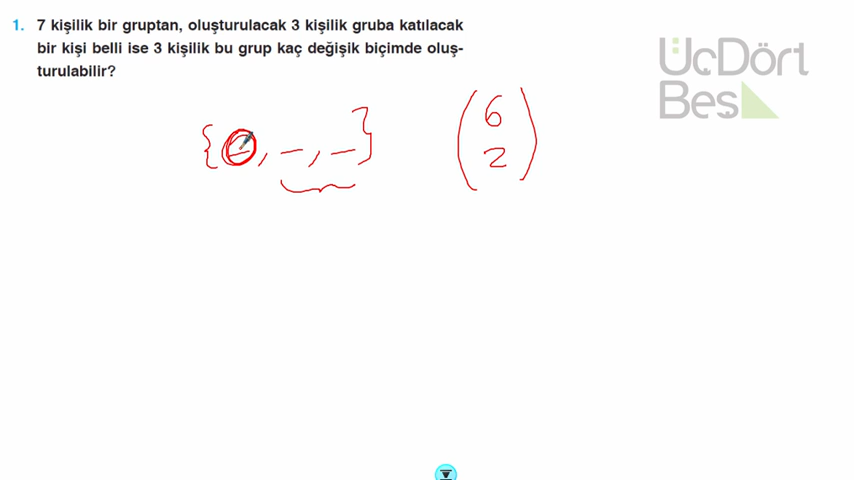 1. 7 kişilik bir gruptan, oluşturulacak 3 kişilik gruba katılacak
bir kişi belli ise 3 kişilik bu grup kaç değişik biçimde oluş-
turulabilir?
ÜçDört
Beş
{_, _, _}
(6
2)